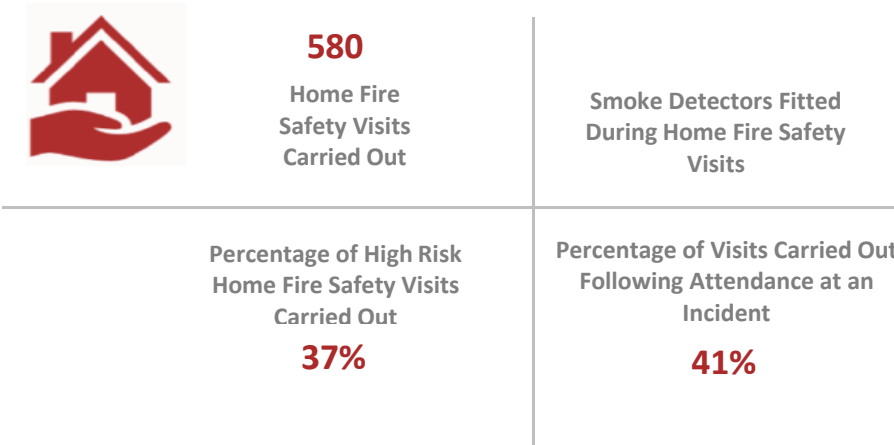 580
Home Fire
Safety Visits
Carried Out
Smoke Detectors Fitted
During Home Fire Safety
Visits
Percentage of High Risk
Home Fire Safety Visits
Carried Out
37%
Percentage of Visits Carried Out
Following Attendance at an
Incident
41%